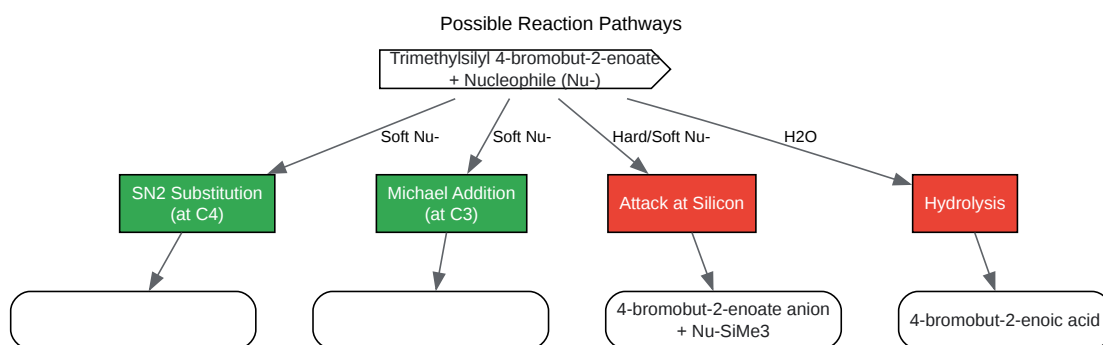 Possible Reaction Pathways
Trimethylsilyl 4-bromobut-2-enoate
+ Nucleophile (Nu-)
Soft Nu-
Soft Nu-
Hard/Soft Nu-
H2O
SN2 Substitution
(at C4)
Michael Addition
(at C3)
Attack at Silicon
Hydrolysis
4-bromobut-2-enoate anion
+ Nu-SiMe3
4-bromobut-2-enoic acid